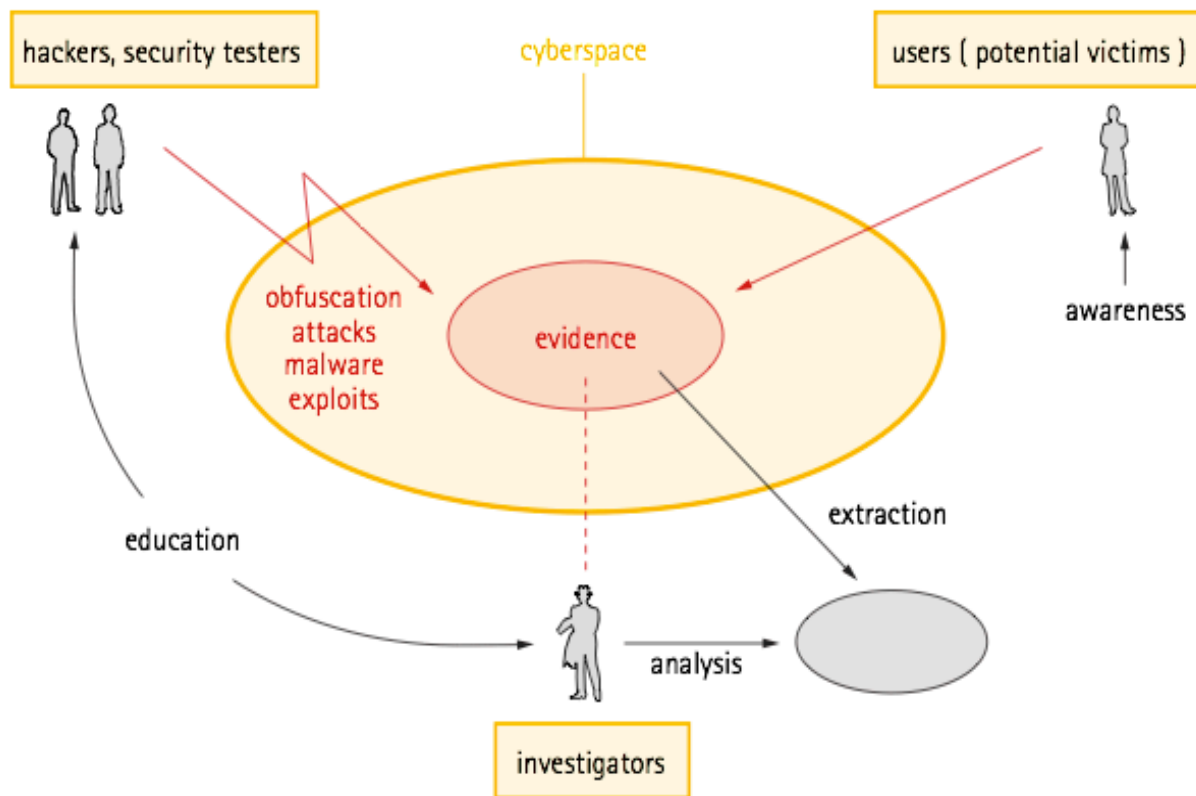 hackers, security testers
cyberspace
users ( potential victims )
obfuscation
attacks
malware
exploits
evidence
awareness
extraction
education
analysis
investigators